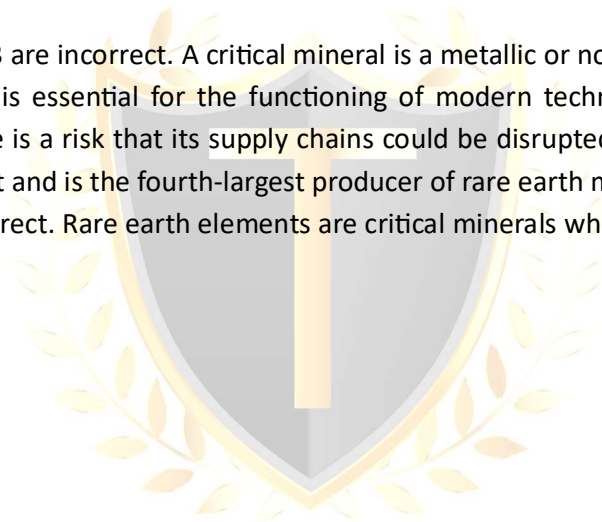 3 are incorrect. A critical mineral is a metallic or no
is essential for the functioning of modern techn
e is a risk that its supply chains could be disrupted
t and is the fourth-largest producer of rare earth m
rect. Rare earth elements are critical minerals wh